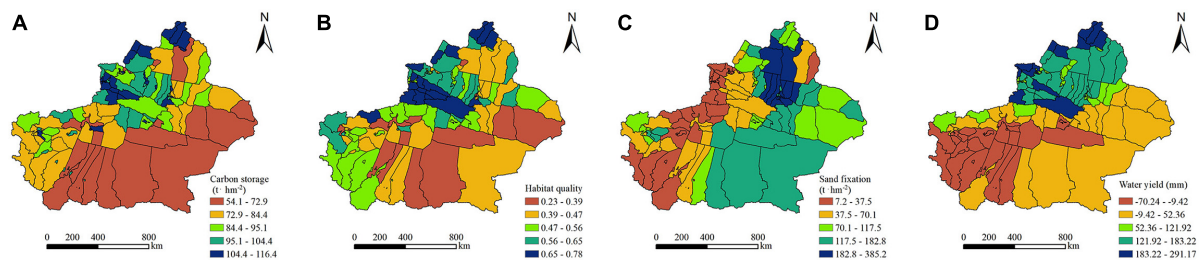 A
N
Carbon storage
(t· hm-2)
54.1 - 72.9
72.9 - 84.4
84.4 - 95.1
95.1 - 104.4
104.4 - 116.4
0 400 800
km
B
N
Habitat quality
0.23 - 0.39
0.39 - 0.47
0.47 - 0.56
0.56 - 0.65
0.65 - 0.78
0 400 800
km
C
N
Sand fixation
(t· hm-2)
7.2 - 37.5
37.5 - 70.1
70.1 - 117.5
117.5 - 182.8
182.8 - 385.2
0 400 800
km
D
N
Water yield (mm)
-70.24 - -9.42
-9.42 - 52.36
52.36 - 121.92
121.92 - 183.22
183.22 - 291.17
0 400 800
km